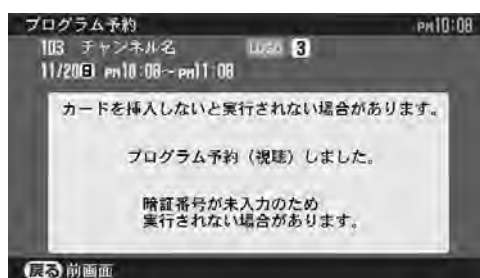 プログラム予約 PM10:08
103 チャンネル名 LOGO 3
11/20日 PM10:08～PM11:08
カードを挿入しないと実行されない場合があります。
プログラム予約（視聴）しました。
暗証番号が未入力のため
実行されない場合があります。
戻る 前画面